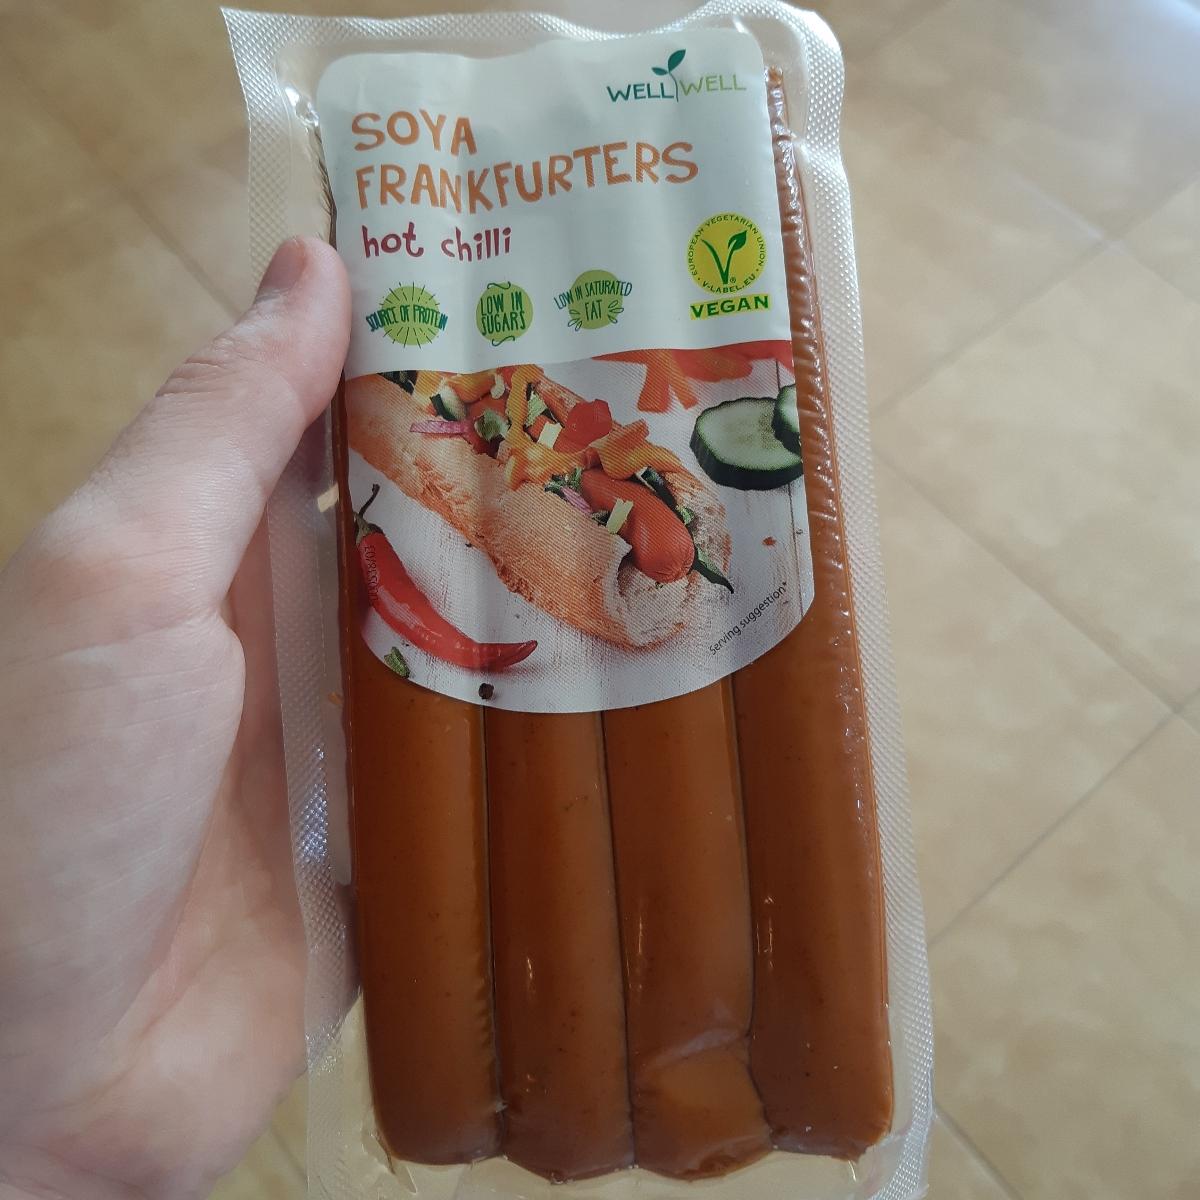 WELL WELL
SOYA
FRANKFURTERS
hot chilli
SOURCE OF PROTEIN
LOW IN
SUGARS
LOW IN SATURATED
FAT
EUROPEAN VEGETARIAN UNION
V-LABEL.EU
VEGAN
Serving suggestion*